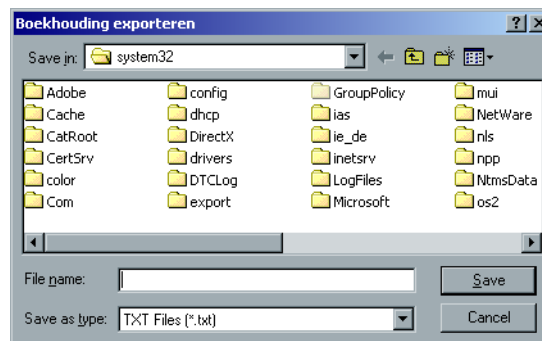 Boekhouding exporteren
Save in: system32
Adobe config GroupPolicy mui
Cache dhcp ias NetWare
CatRoot DirectX ie_de nls
CertSrv drivers inetsrv npp
color DTCLog LogFiles NtmsData
Com export Microsoft os2
File name: Save
Save as type: TXT Files (*.txt) Cancel